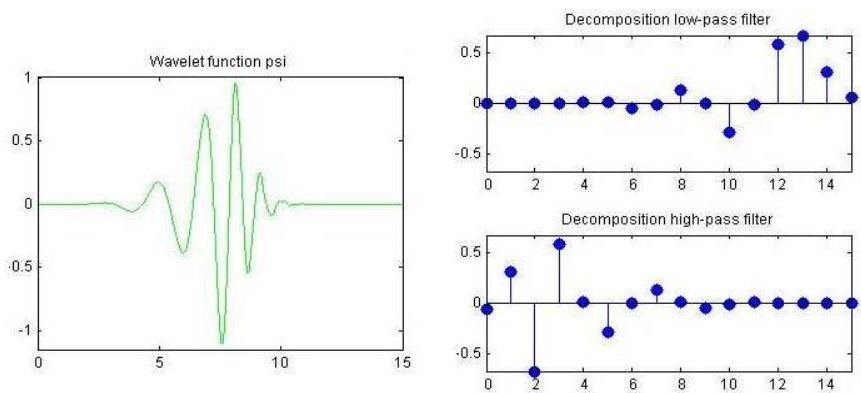 Wavelet function psi
1
0.5
0
-0.5
-1
0 5 10 15
Decomposition low-pass filter
0.5
0
-0.5
0 2 4 6 8 10 12 14
Decomposition high-pass filter
0.5
0
-0.5
0 2 4 6 8 10 12 14